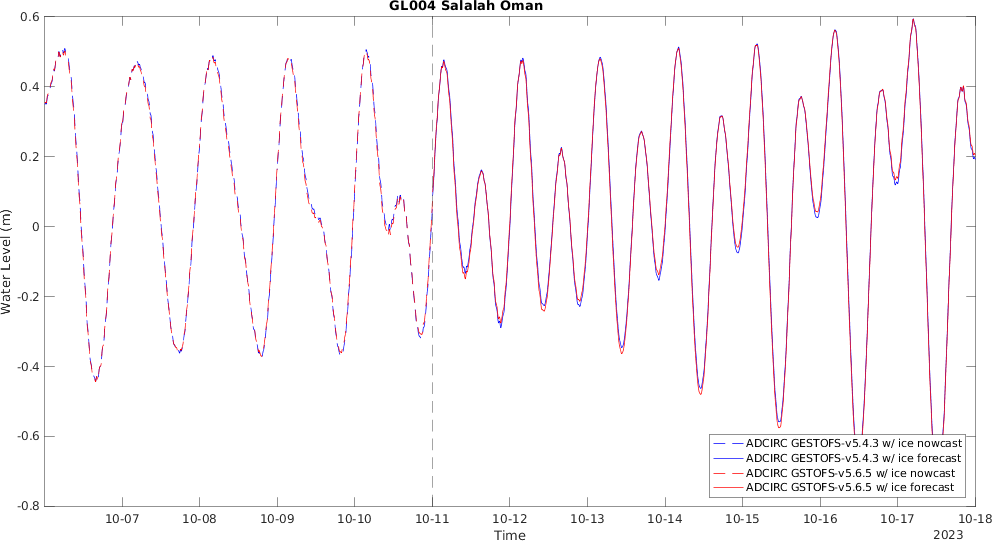 GL004 Salalah Oman
Water Level (m)
0.6
0.4
0.2
0
-0.2
-0.4
-0.6
-0.8
ADCIRC GESTOFS-v5.4.3 w/ ice nowcast
ADCIRC GESTOFS-v5.4.3 w/ ice forecast
ADCIRC GSTOFS-v5.6.5 w/ ice nowcast
ADCIRC GSTOFS-v5.6.5 w/ ice forecast
10-07 10-08 10-09 10-10 10-11 10-12 10-13 10-14 10-15 10-16 10-17 10-18
Time
2023